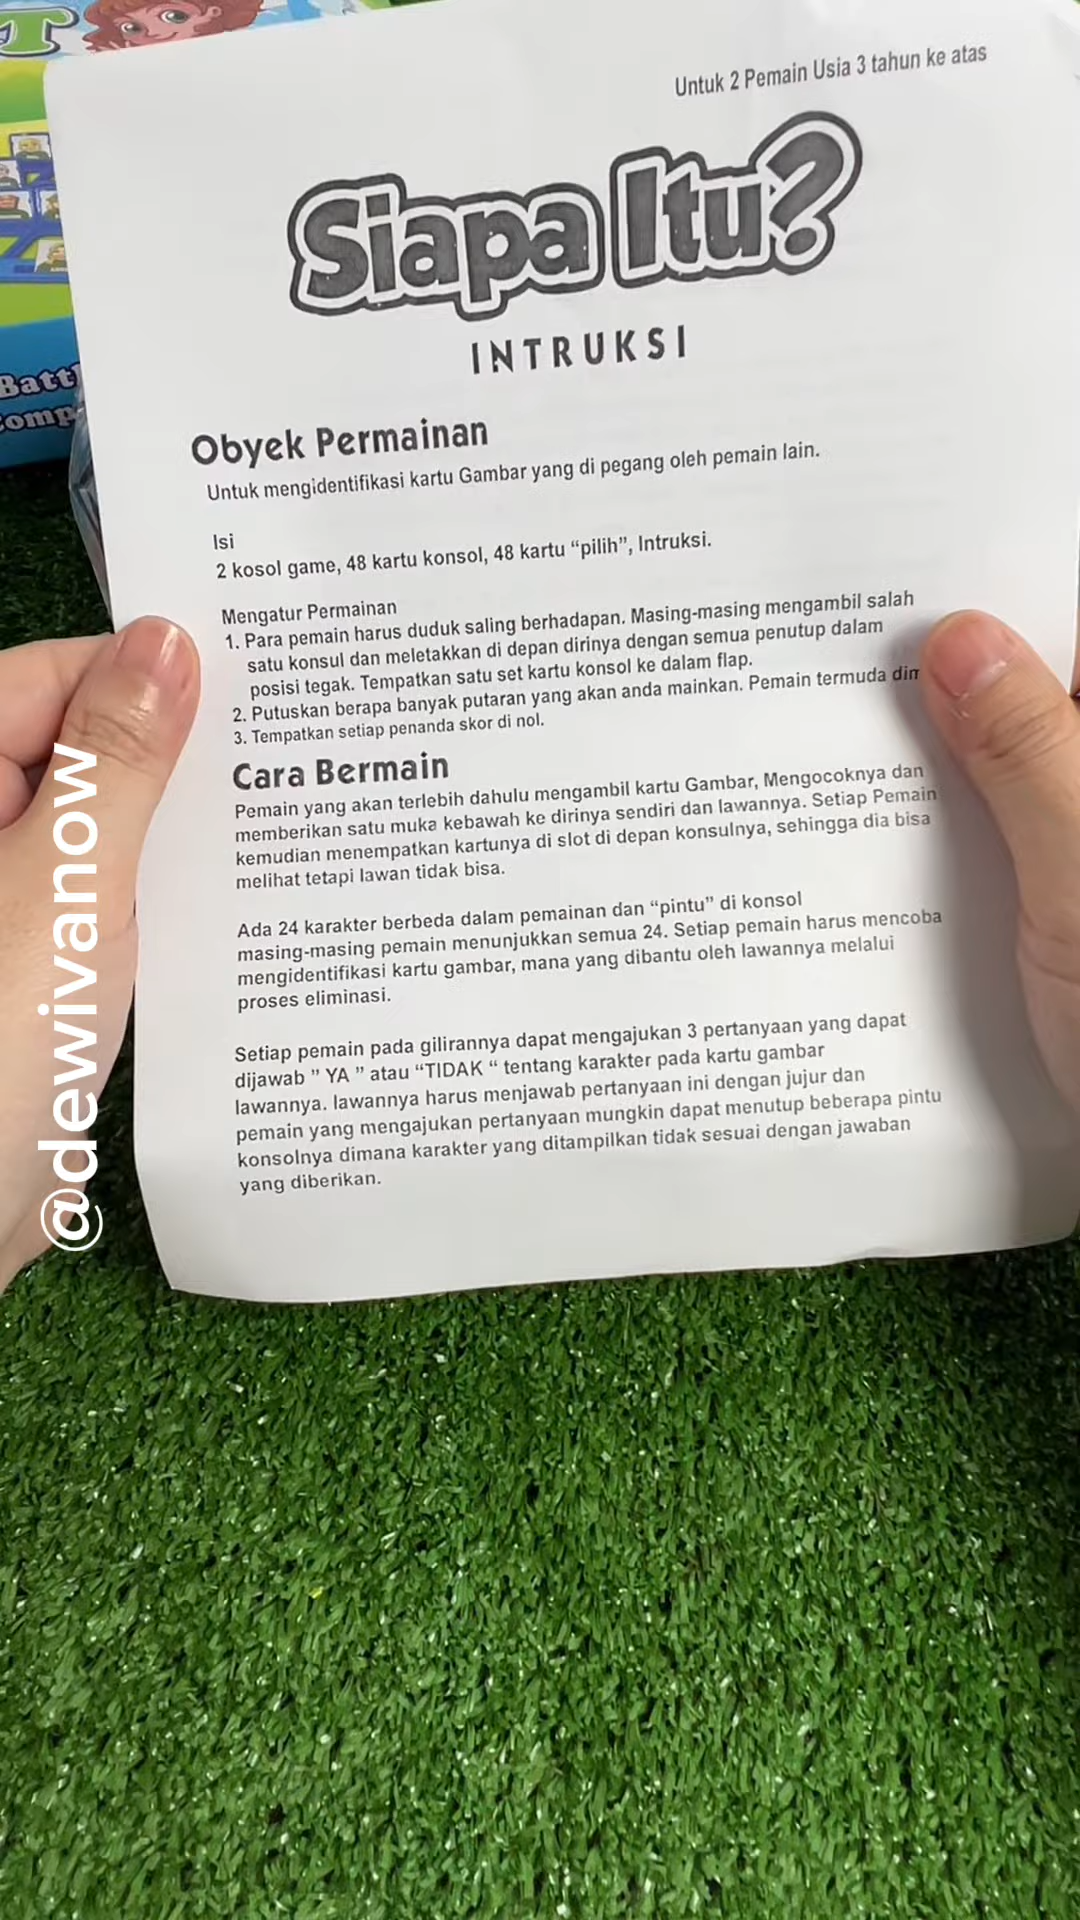 T
Batt
Comp
Untuk 2 Pemain Usia 3 tahun ke atas
Siapa Itu?
INTRUKSI
Obyek Permainan
Untuk mengidentifikasi kartu Gambar yang di pegang oleh pemain lain.
Isi
2 kosol game, 48 kartu konsol, 48 kartu “pilih”, Intruksi.
Mengatur Permainan
1. Para pemain harus duduk saling berhadapan. Masing-masing mengambil salah
satu konsul dan meletakkan di depan dirinya dengan semua penutup dalam
posisi tegak. Tempatkan satu set kartu konsol ke dalam flap.
2. Putuskan berapa banyak putaran yang akan anda mainkan. Pemain termuda dim
3. Tempatkan setiap penanda skor di nol.
Cara Bermain
Pemain yang akan terlebih dahulu mengambil kartu Gambar, Mengocoknya dan
memberikan satu muka kebawah ke dirinya sendiri dan lawannya. Setiap Pemain
kemudian menempatkan kartunya di slot di depan konsulnya, sehingga dia bisa
melihat tetapi lawan tidak bisa.
Ada 24 karakter berbeda dalam pemainan dan “pintu” di konsol
masing-masing pemain menunjukkan semua 24. Setiap pemain harus mencoba
mengidentifikasi kartu gambar, mana yang dibantu oleh lawannya melalui
proses eliminasi.
Setiap pemain pada gilirannya dapat mengajukan 3 pertanyaan yang dapat
dijawab ” YA ” atau “TIDAK “ tentang karakter pada kartu gambar
lawannya. lawannya harus menjawab pertanyaan ini dengan jujur dan
pemain yang mengajukan pertanyaan mungkin dapat menutup beberapa pintu
konsolnya dimana karakter yang ditampilkan tidak sesuai dengan jawaban
yang diberikan.
@dewivanow